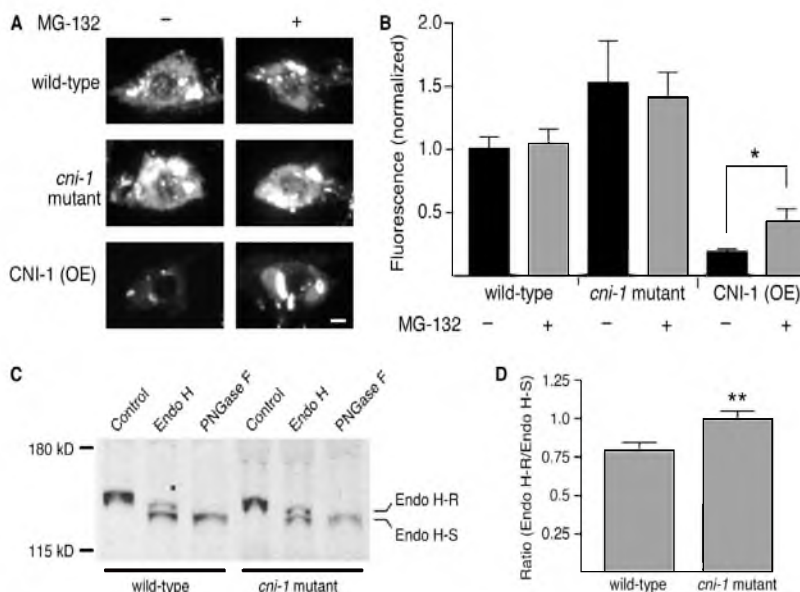 A
MG-132 − +
wild-type
cni-1
mutant
CNI-1 (OE)
B
Fluorescence (normalized)
2.0
1.5
1.0
0.5
*
wild-type cni-1 mutant CNI-1 (OE)
MG-132 − + − + − +
C
Control Endo H PNGase F Control Endo H PNGase F
180 kD
115 kD
Endo H-R
Endo H-S
wild-type cni-1 mutant
D
Ratio (Endo H-R/Endo H-S)
1.25
1.0
0.75
0.5
0.25
**
wild-type cni-1 mutant